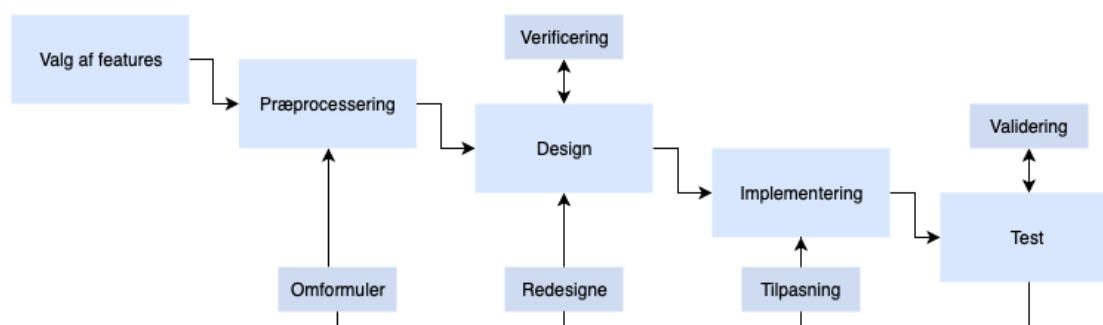 Valg af features
Præprocessering
Verificering
Design
Implementering
Validering
Test
Omformuler
Redesigne
Tilpasning